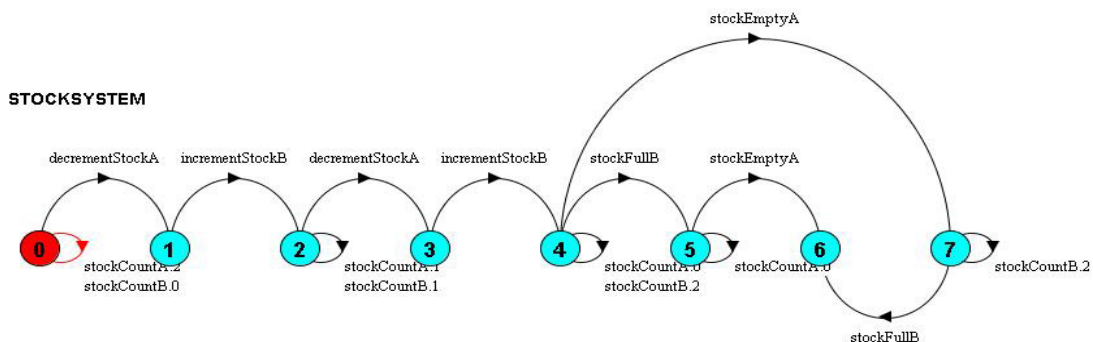 stockEmptyA
STOCKSYSTEM
decrementStockA incrementStockB decrementStockA incrementStockB stockFullB stockEmptyA
0 1 2 3 4 5 6 7
stockCountA.2 stockCountA.1 stockCountA.0 stockCountA.0 stockCountB.2
stockCountB.0 stockCountB.1 stockCountB.2
stockFullB